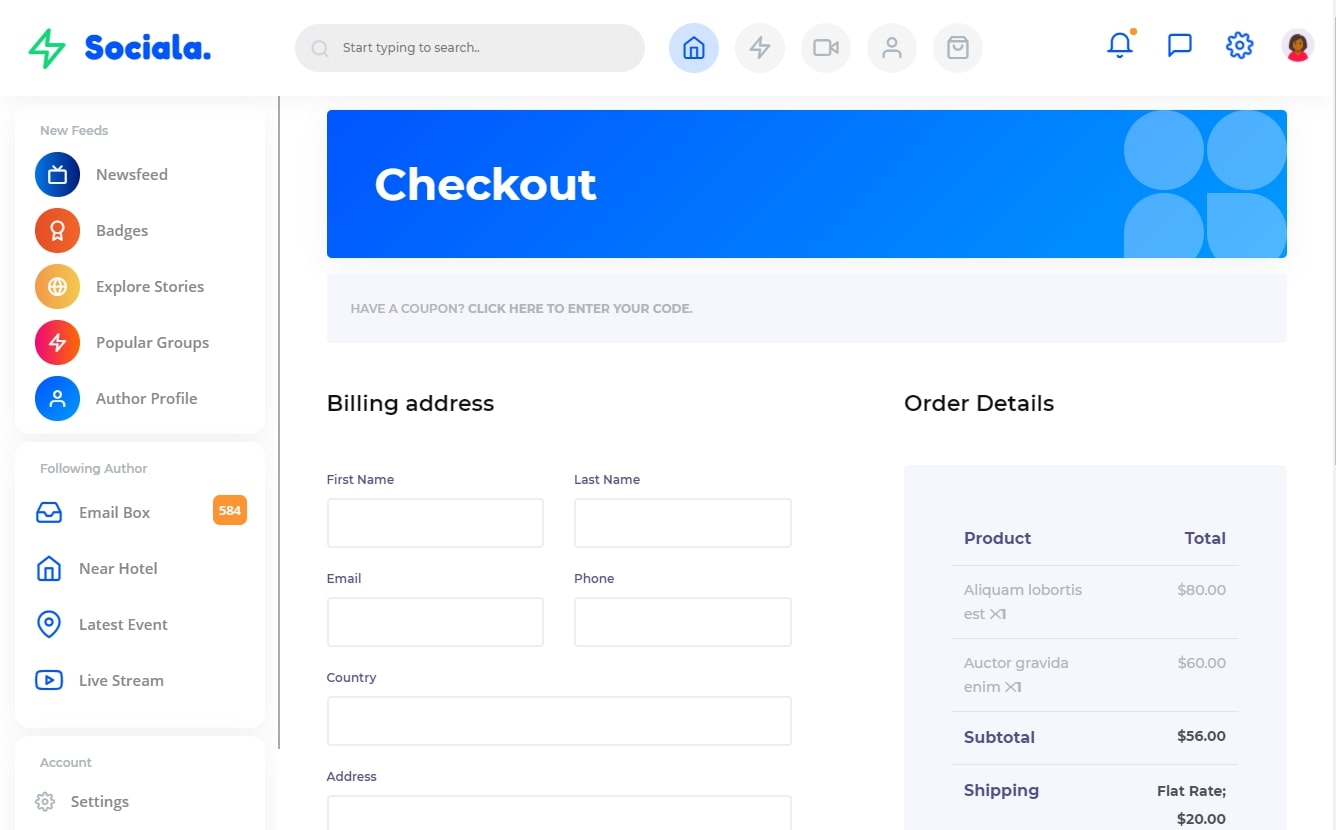 Sociala.
Start typing to search..
New Feeds
Newsfeed
Badges
Explore Stories
Popular Groups
Author Profile
Following Author
Email Box
584
Near Hotel
Latest Event
Live Stream
Account
Settings
Checkout
HAVE A COUPON? CLICK HERE TO ENTER YOUR CODE.
Billing address
First Name
Last Name
Email
Phone
Country
Address
Order Details
Product Total
Aliquam lobortis $80.00
est X1
Auctor gravida $60.00
enim X1
Subtotal $56.00
Shipping Flat Rate;
$20.00